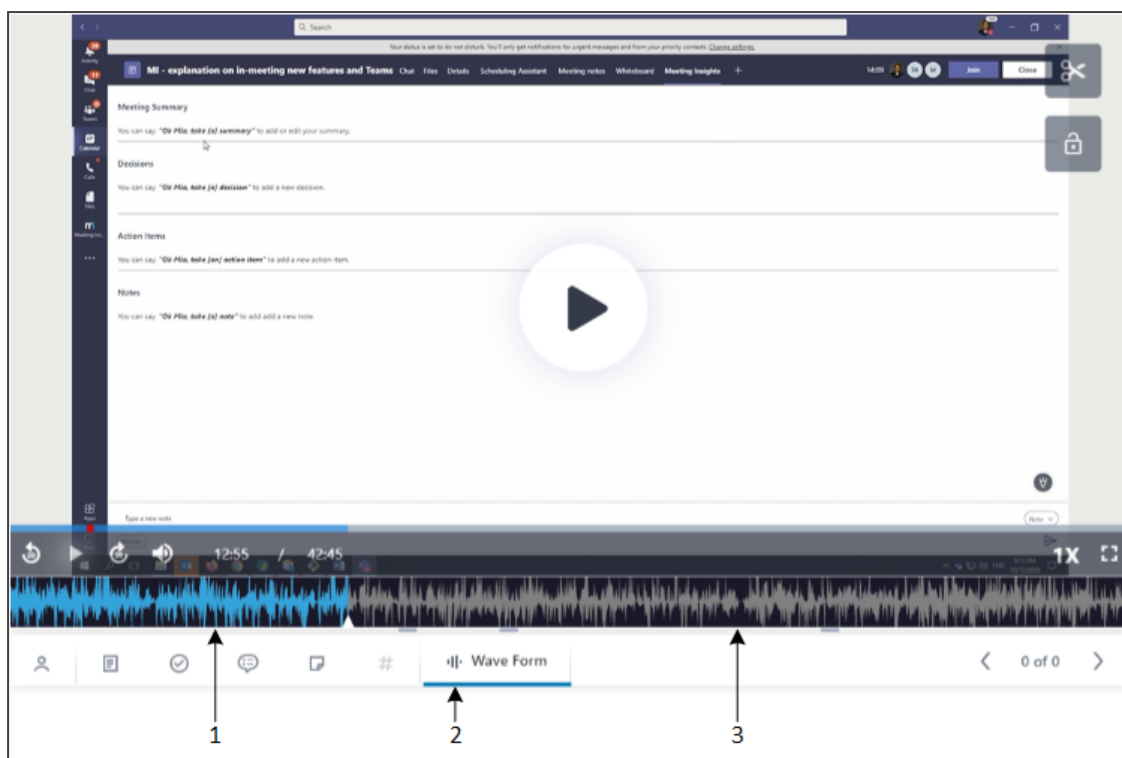 Search
Your status is set to do not disturb. You'll only get notifications for urgent messages and from your priority contacts. Change settings.
Activity
MI - explanation on in-meeting new features and Teams Chat Files Details Scheduling Assistant Meeting notes Whiteboard Meeting Insights +
14:09
Join
Close
Chat
Teams
Calendar
Calls
Files
Meeting Ins.
Meeting Summary
You can say, "Ok Mia, take [a] summary" to add or edit your summary.
Decisions
You can say, "Ok Mia, take [a] decision" to add a new decision.
Action Items
You can say, "Ok Mia, take [an] action item" to add a new action item.
Notes
You can say, "Ok Mia, take [a] note" to add add a new note.
Apps
Type a new note
Note
12:55 / 42:45
1X
# Wave Form 0 of 0
1 2 3